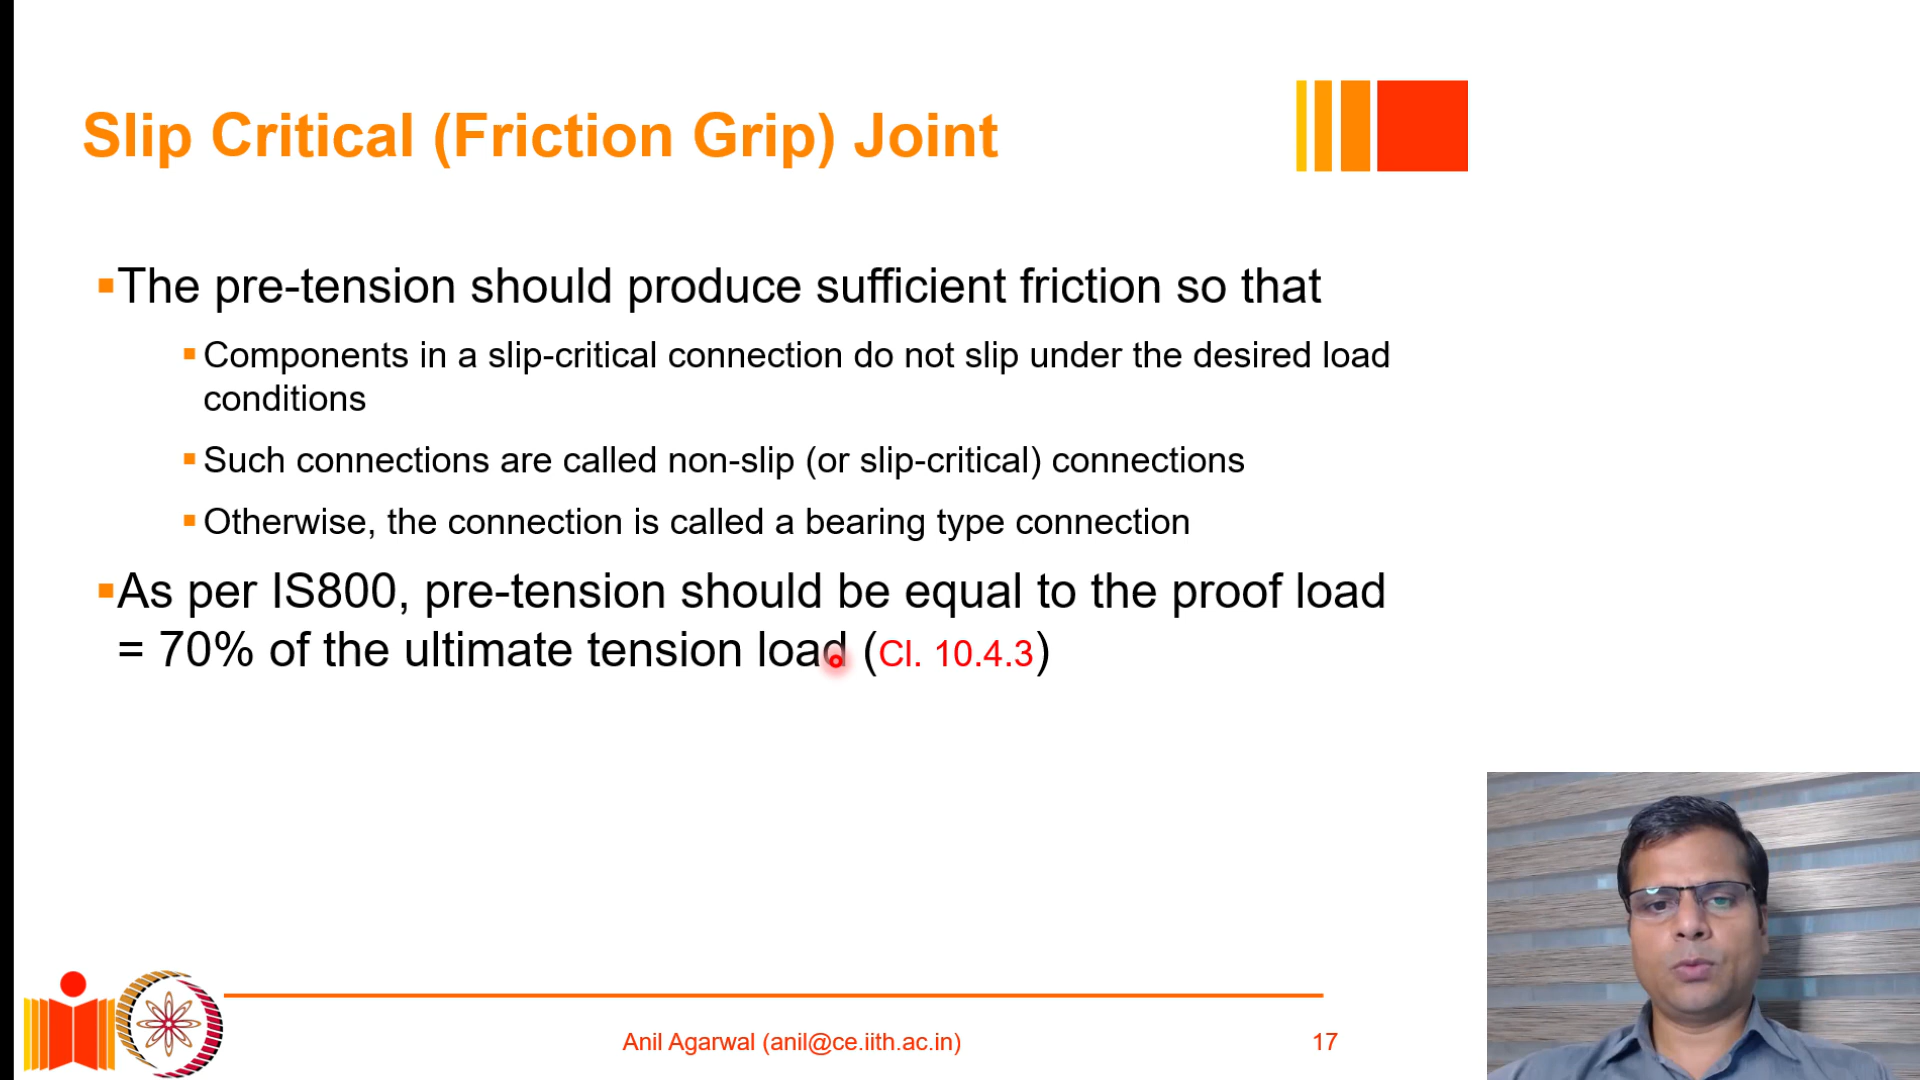 Slip Critical (Friction Grip) Joint
The pre-tension should produce sufficient friction so that
Components in a slip-critical connection do not slip under the desired load
conditions
Such connections are called non-slip (or slip-critical) connections
Otherwise, the connection is called a bearing type connection
As per IS800, pre-tension should be equal to the proof load
= 70% of the ultimate tension load (Cl. 10.4.3)
Anil Agarwal (anil@ce.iith.ac.in)
17